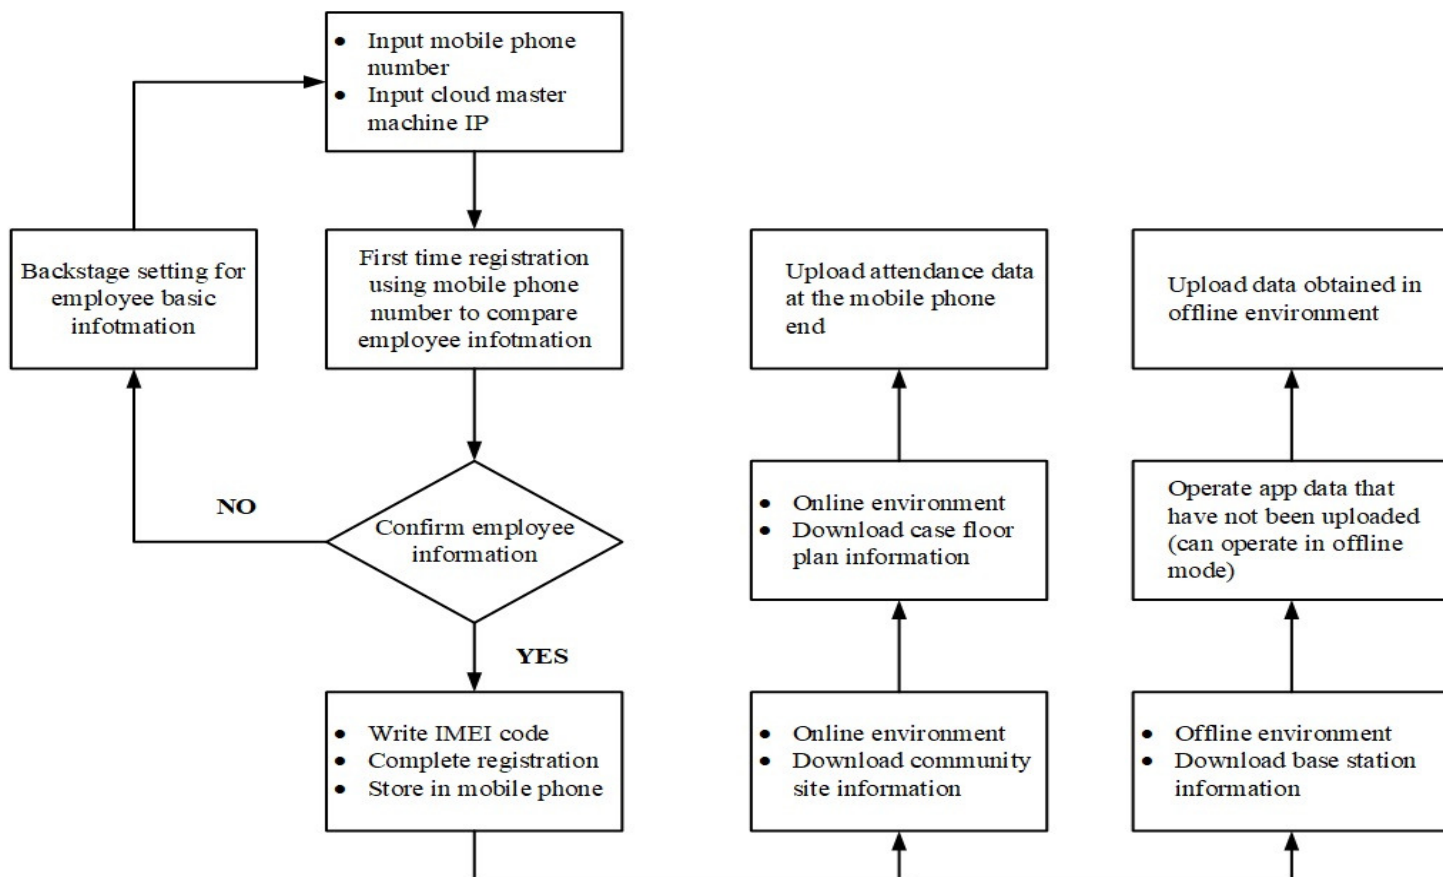 ● Input mobile phone
number
● Input cloud master
machine IP
Backstage setting for
employee basic
infotmation
First time registration
using mobile phone
number to compare
employee infotmation
Upload attendance data
at the mobile phone
end
Upload data obtained in
offline environment
NO
Confirm employee
information
● Online environment
● Download case floor
plan information
Operate app data that
have not been uploaded
(can operate in offline
mode)
YES
● Write IMEI code
● Complete registration
● Store in mobile phone
● Online environment
● Download community
site information
● Offline environment
● Download base station
information